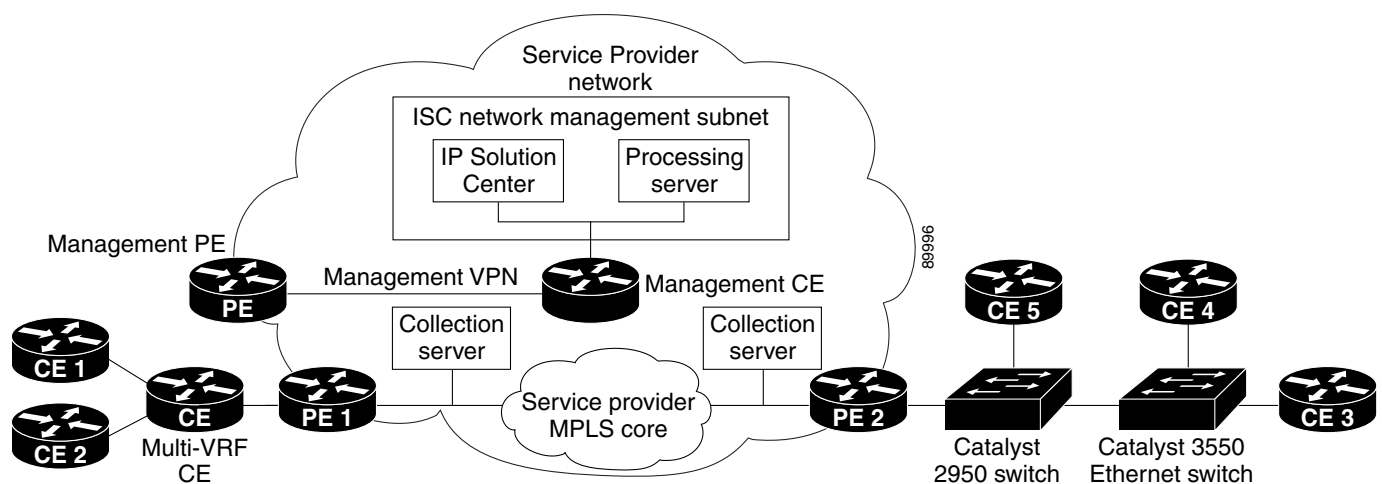 Service Provider
network
ISC network management subnet
IP Solution
Center
Processing
server
Management PE
89996
PE
Management VPN
Management CE
CE 5
CE 4
Collection
server
Collection
server
CE 1
CE 2
CE
Multi-VRF
CE
PE 1
Service provider
MPLS core
PE 2
CE 3
Catalyst
2950 switch
Catalyst 3550
Ethernet switch